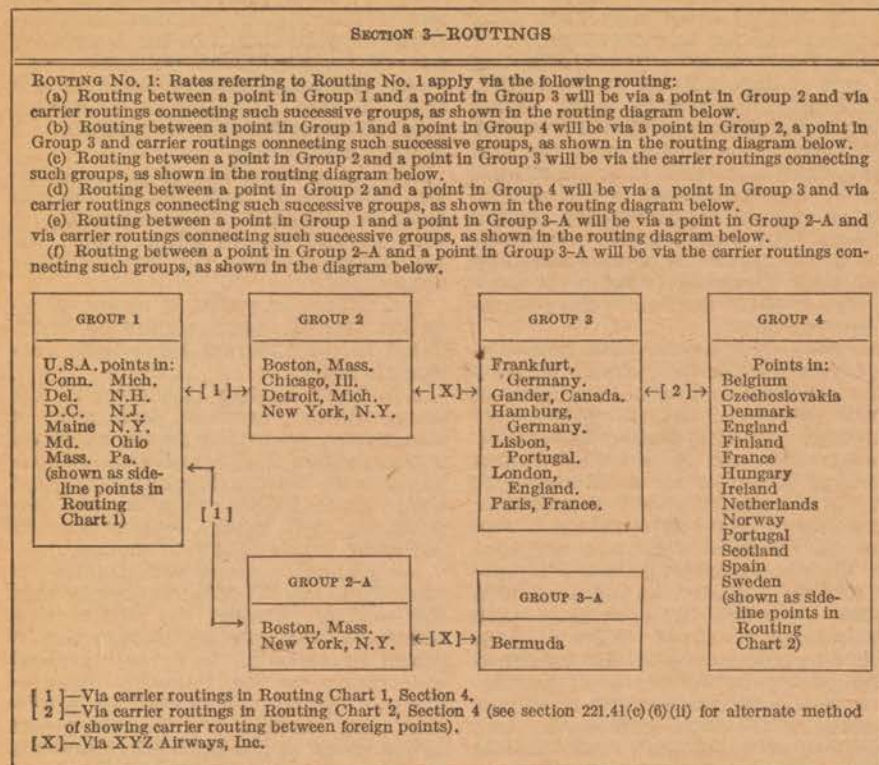 SECTION 3—ROUTINGS
ROUTING NO. 1: Rates referring to Routing No. 1 apply via the following routing:
(a) Routing between a point in Group 1 and a point in Group 3 will be via a point in Group 2 and via
carrier routings connecting such successive groups, as shown in the routing diagram below.
(b) Routing between a point in Group 1 and a point in Group 4 will be via a point in Group 2, a point in
Group 3 and carrier routings connecting such successive groups, as shown in the routing diagram below.
(c) Routing between a point in Group 2 and a point in Group 3 will be via the carrier routings connecting
such groups, as shown in the routing diagram below.
(d) Routing between a point in Group 2 and a point in Group 4 will be via a point in Group 3 and via
carrier routings connecting such successive groups, as shown in the routing diagram below.
(e) Routing between a point in Group 1 and a point in Group 3-A will be via a point in Group 2-A and
via carrier routings connecting such successive groups, as shown in the routing diagram below.
(f) Routing between a point in Group 2-A and a point in Group 3-A will be via the carrier routings con-
necting such groups, as shown in the diagram below.
GROUP 1
U.S.A. points in:
Conn. Mich.
Del. N.H.
D.C. N.J.
Maine N.Y.
Md. Ohio
Mass. Pa.
(shown as side-
line points in
Routing
Chart 1)
←[ 1 ]→
[ 1 ]
GROUP 2
Boston, Mass.
Chicago, Ill.
Detroit, Mich.
New York, N.Y.
←[X]→
GROUP 3
Frankfurt,
Germany.
Gander, Canada.
Hamburg,
Germany.
Lisbon,
Portugal.
London,
England.
Paris, France.
←[ 2 ]→
GROUP 4
Points in:
Belgium
Czechoslovakia
Denmark
England
Finland
France
Hungary
Ireland
Netherlands
Norway
Portugal
Scotland
Spain
Sweden
(shown as side-
line points in
Routing
Chart 2)
GROUP 2-A
Boston, Mass.
New York, N.Y.
←[X]→
GROUP 3-A
Bermuda
[ 1 ]—Via carrier routings in Routing Chart 1, Section 4.
[ 2 ]—Via carrier routings in Routing Chart 2, Section 4 (see section 221.41(c)(6)(ii) for alternate method
of showing carrier routing between foreign points).
[X]—Via XYZ Airways, Inc.